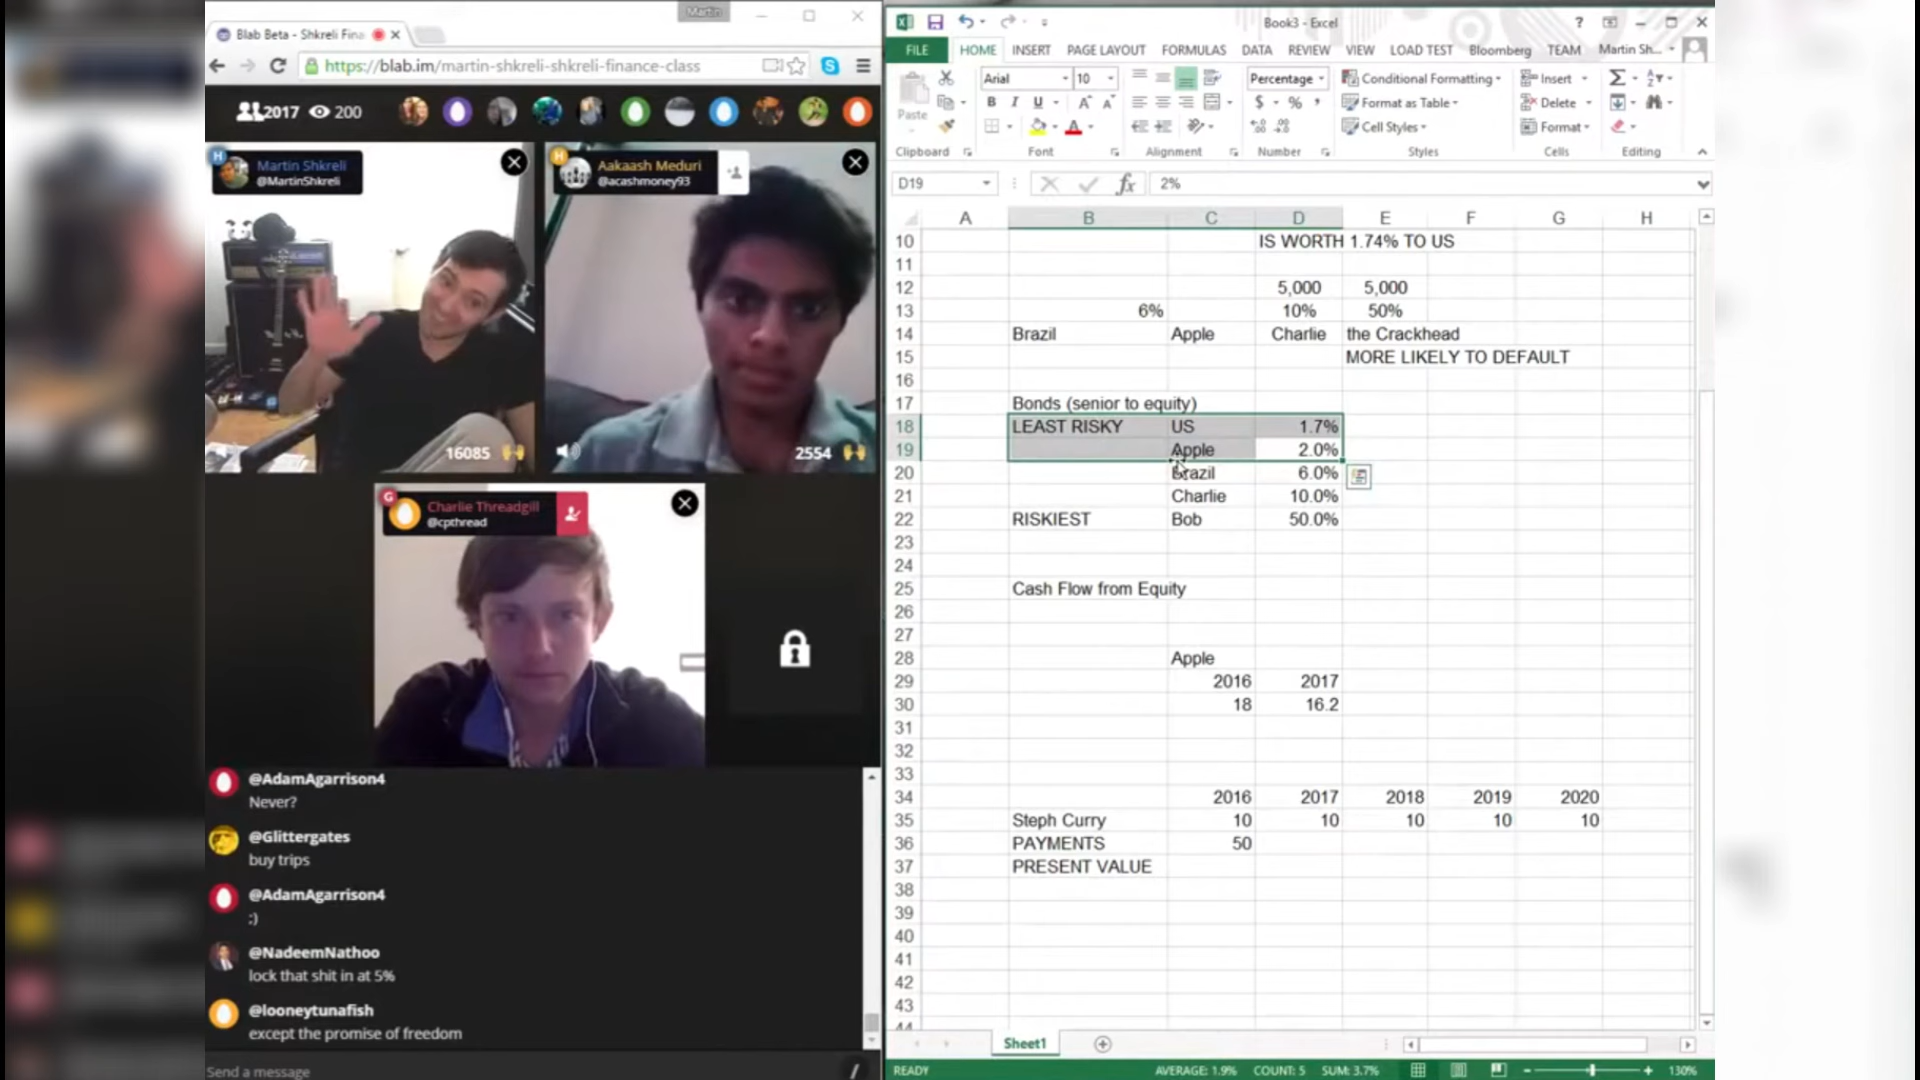 Martin
Blab Beta - Shkreli Fina
https://blab.im/martin-shkreli-shkreli-finance-class
2017 200
H Martin Shkreli
@MartinShkreli
16085
H Aakaash Meduri
@acashmoney93
2554
G Charlie Threadgill
@cpthread
@AdamAgarrison4
Never?
@Glittergates
buy trips
@AdamAgarrison4
:)
@NadeemNathoo
lock that shit in at 5%
@looneytunafish
except the promise of freedom
Send a message /
Book3 - Excel
FILE HOME INSERT PAGE LAYOUT FORMULAS DATA REVIEW VIEW LOAD TEST Bloomberg TEAM Martin Sh...
Paste Arial 10 Percentage Conditional Formatting Insert
B I U $ % Format as Table Delete
Cell Styles Format
Clipboard Font Alignment Number Styles Cells Editing
D19 fx 2%
A B C D E F G H
10 IS WORTH 1.74% TO US
11
12 5,000 5,000
13 6% 10% 50%
14 Brazil Apple Charlie the Crackhead
15 MORE LIKELY TO DEFAULT
16
17 Bonds (senior to equity)
18 LEAST RISKY US 1.7%
19 Apple 2.0%
20 Brazil 6.0%
21 Charlie 10.0%
22 RISKIEST Bob 50.0%
23
24
25 Cash Flow from Equity
26
27
28 Apple
29 2016 2017
30 18 16.2
31
32
33
34 2016 2017 2018 2019 2020
35 Steph Curry 10 10 10 10 10
36 PAYMENTS 50
37 PRESENT VALUE
38
39
40
41
42
43
44
Sheet1
READY AVERAGE: 1.9% COUNT: 5 SUM: 3.7% 130%